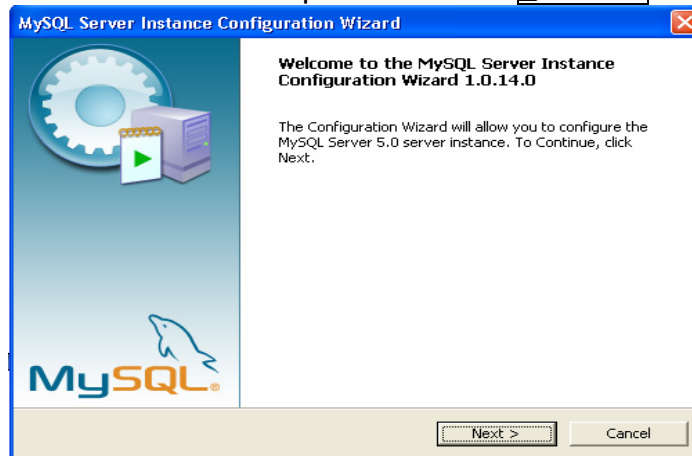 MySQL Server Instance Configuration Wizard
Welcome to the MySQL Server Instance
Configuration Wizard 1.0.14.0
The Configuration Wizard will allow you to configure the
MySQL Server 5.0 server instance. To Continue, click
Next.
MySQL®
Next >
Cancel